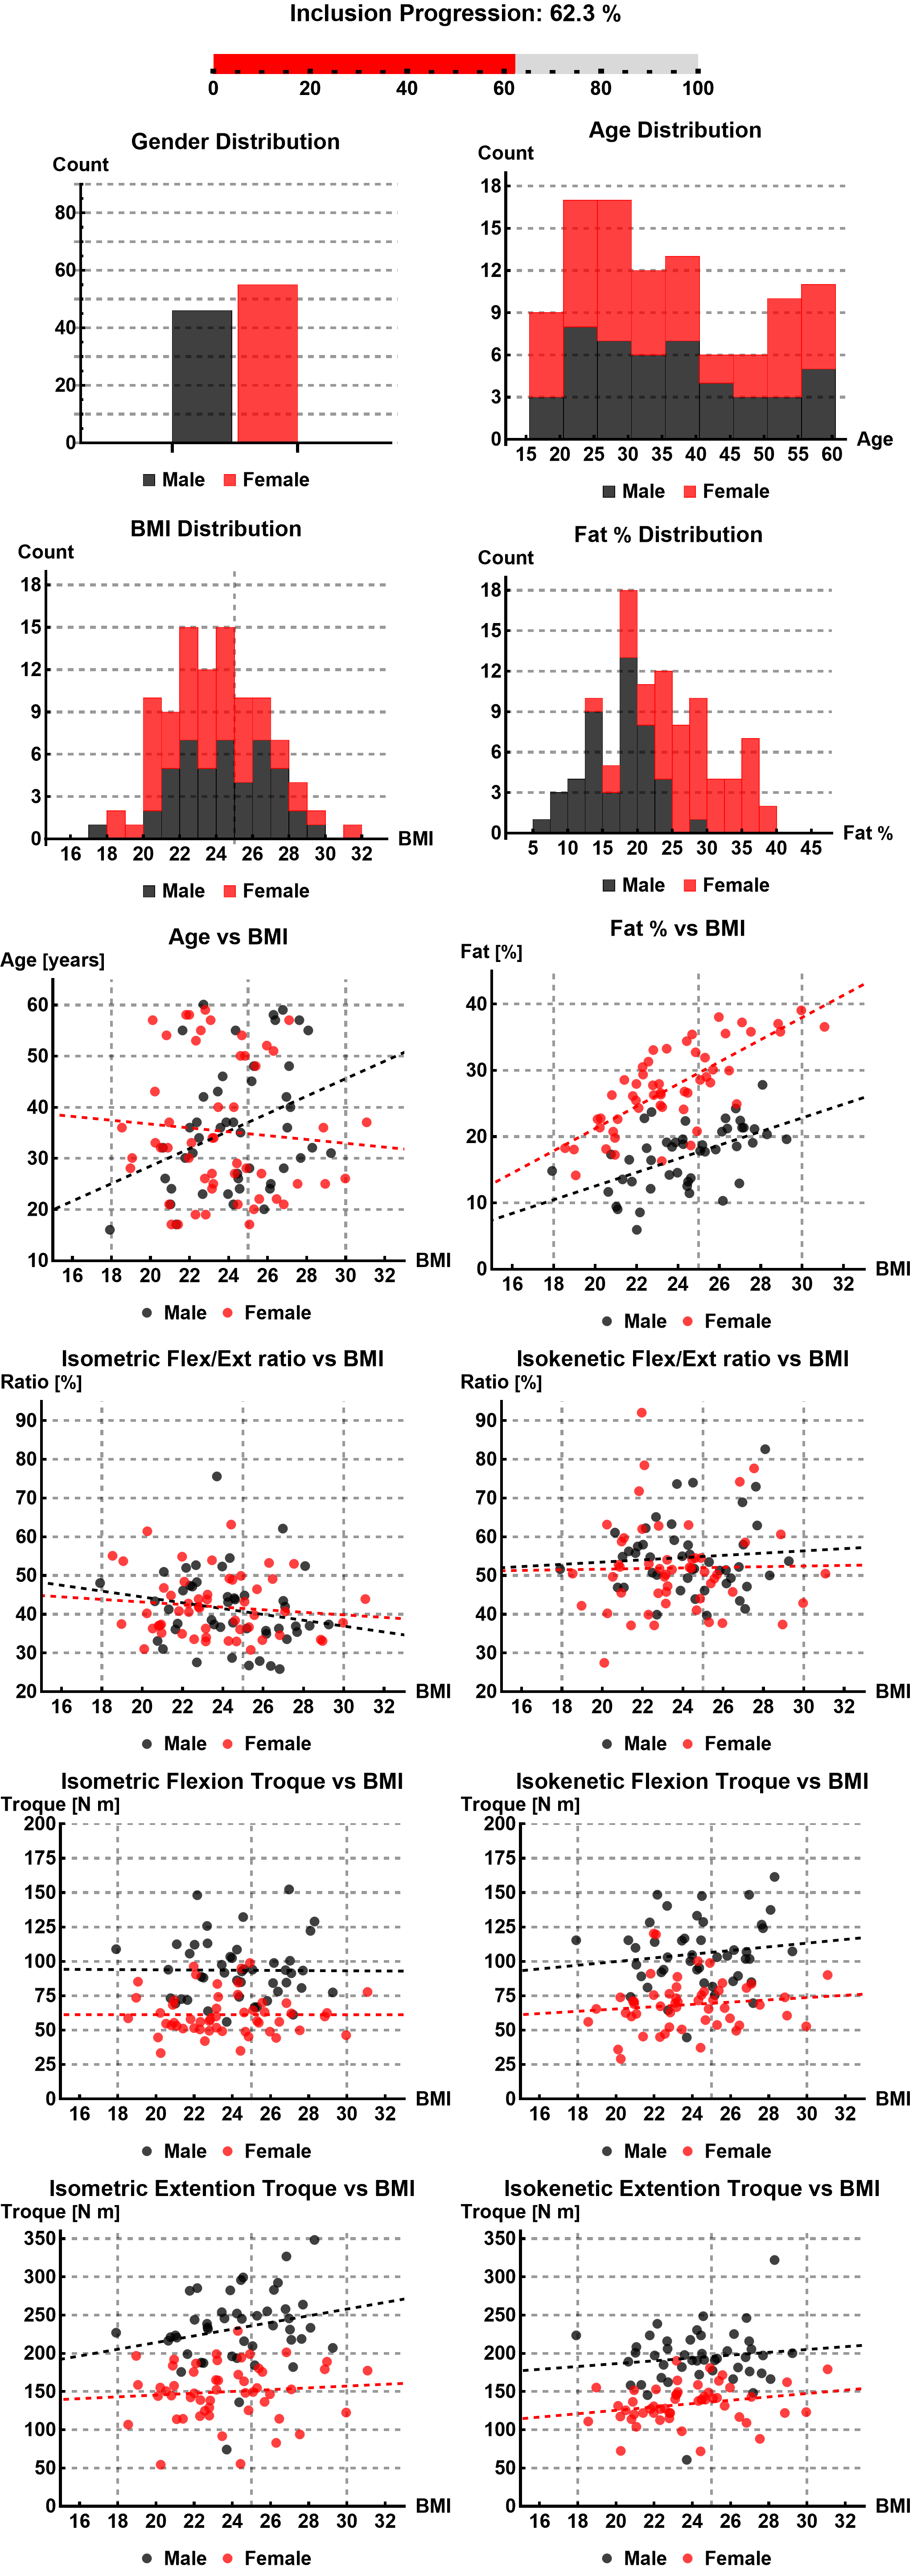 Inclusion Progression: 62.3 %
0 20 40 60 80 100
Gender Distribution
Count
80
60
40
20
0
Male Female
Age Distribution
Count
18
15
12
9
6
3
0
15 20 25 30 35 40 45 50 55 60
Age
Male Female
BMI Distribution
Count
18
15
12
9
6
3
0
16 18 20 22 24 26 28 30 32
BMI
Male Female
Fat % Distribution
Count
18
15
12
9
6
3
0
5 10 15 20 25 30 35 40 45
Fat %
Male Female
Age vs BMI
Age [years]
60
50
40
30
20
10
16 18 20 22 24 26 28 30 32
BMI
Male Female
Fat % vs BMI
Fat [%]
40
30
20
10
0
16 18 20 22 24 26 28 30 32
BMI
Male Female
Isometric Flex/Ext ratio vs BMI
Ratio [%]
90
80
70
60
50
40
30
20
16 18 20 22 24 26 28 30 32
BMI
Male Female
Isokenetic Flex/Ext ratio vs BMI
Ratio [%]
90
80
70
60
50
40
30
20
16 18 20 22 24 26 28 30 32
BMI
Male Female
Isometric Flexion Troque vs BMI
Troque [N m]
200
175
150
125
100
75
50
25
0
16 18 20 22 24 26 28 30 32
BMI
Male Female
Isokenetic Flexion Troque vs BMI
Troque [N m]
200
175
150
125
100
75
50
25
0
16 18 20 22 24 26 28 30 32
BMI
Male Female
Isometric Extention Troque vs BMI
Troque [N m]
350
300
250
200
150
100
50
0
16 18 20 22 24 26 28 30 32
BMI
Male Female
Isokenetic Extention Troque vs BMI
Troque [N m]
350
300
250
200
150
100
50
0
16 18 20 22 24 26 28 30 32
BMI
Male Female